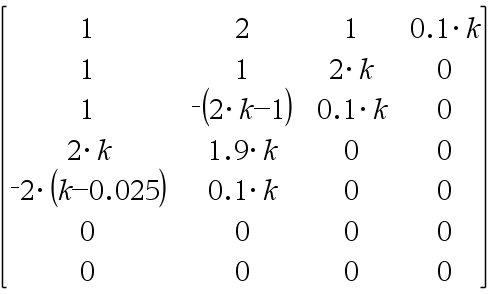 1 2 1 0.1·k
1 1 2·k 0
1 -(2·k-1) 0.1·k 0
2·k 1.9·k 0 0
-2·(k-0.025) 0.1·k 0 0
0 0 0 0
0 0 0 0